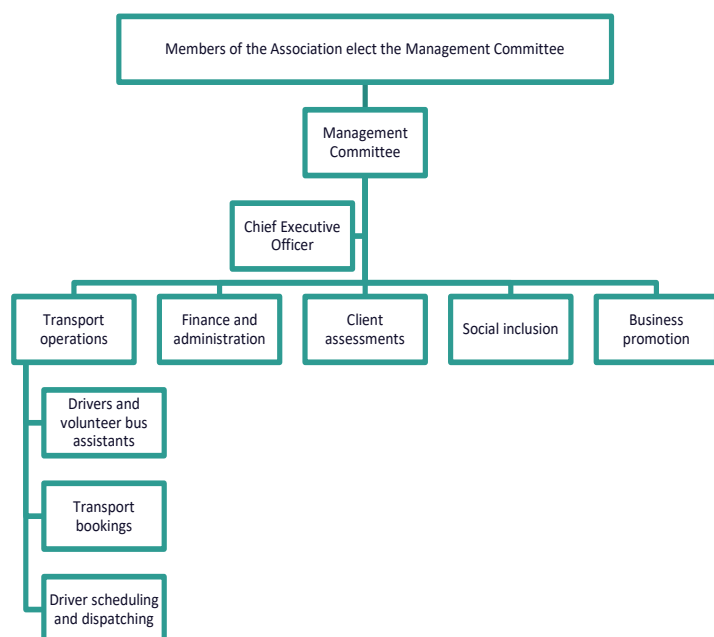 Members of the Association elect the Management Committee
Management
Committee
Chief Executive
Officer
Transport
operations
Finance and
administration
Client
assessments
Social inclusion
Business
promotion
Drivers and
volunteer bus
assistants
Transport
bookings
Driver scheduling
and dispatching